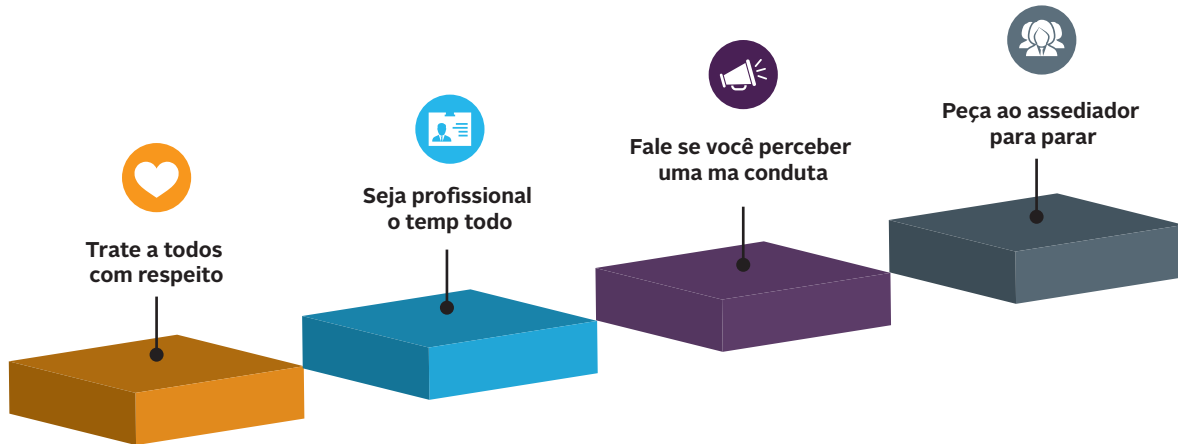 Trate a todos
com respeito
Seja profissional
o temp todo
Fale se você perceber
uma ma conduta
Peça ao assediador
para parar